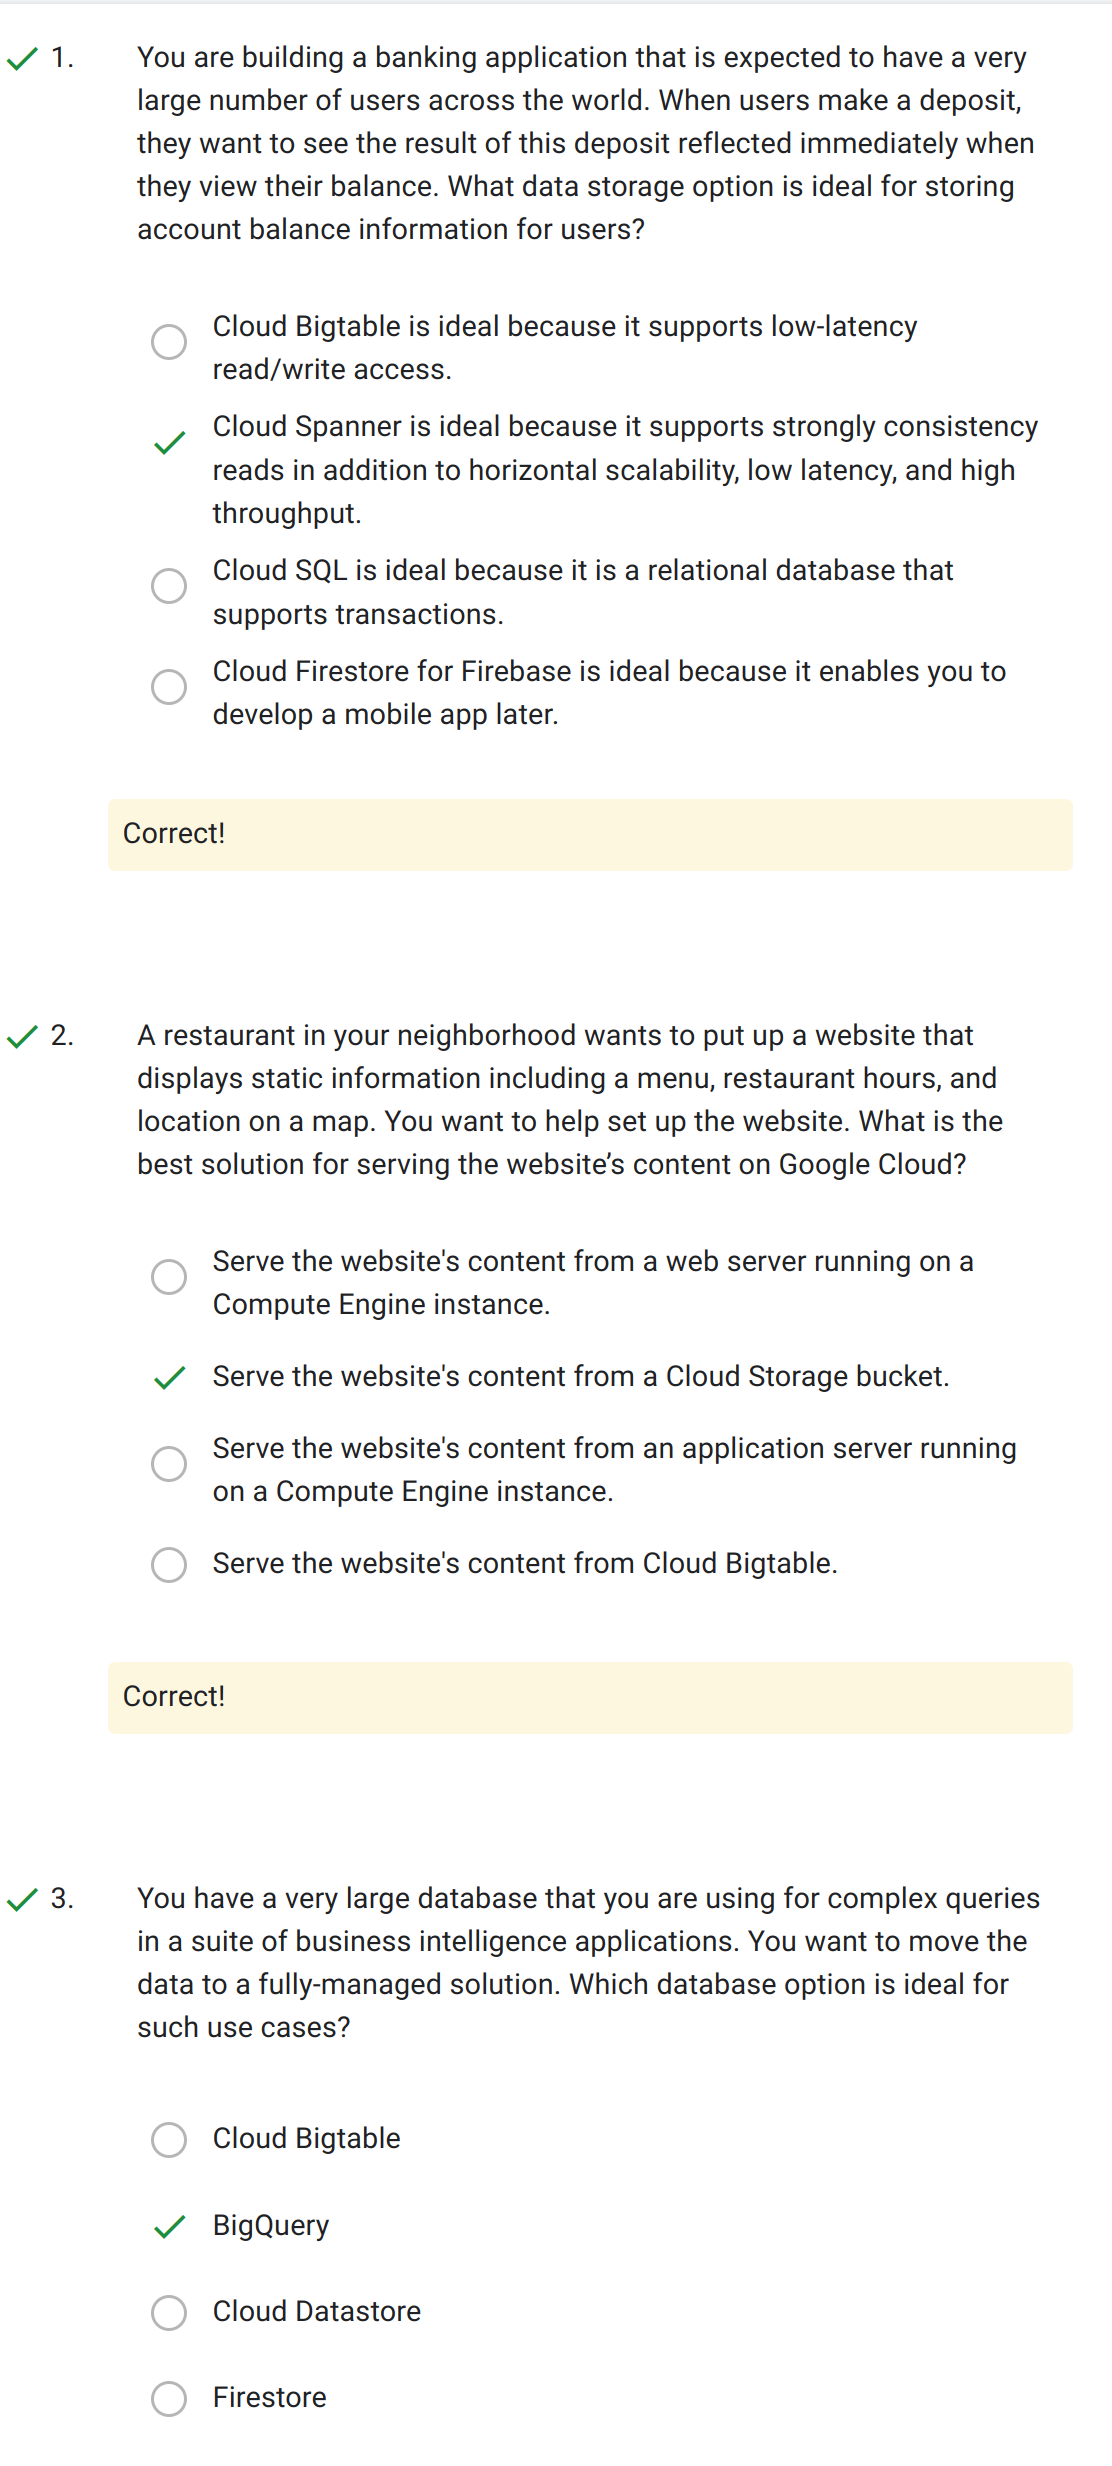 1.
You are building a banking application that is expected to have a very
large number of users across the world. When users make a deposit,
they want to see the result of this deposit reflected immediately when
they view their balance. What data storage option is ideal for storing
account balance information for users?
Cloud Bigtable is ideal because it supports low-latency
read/write access.
Cloud Spanner is ideal because it supports strongly consistency
reads in addition to horizontal scalability, low latency, and high
throughput.
Cloud SQL is ideal because it is a relational database that
supports transactions.
Cloud Firestore for Firebase is ideal because it enables you to
develop a mobile app later.
Correct!
2.
A restaurant in your neighborhood wants to put up a website that
displays static information including a menu, restaurant hours, and
location on a map. You want to help set up the website. What is the
best solution for serving the website’s content on Google Cloud?
Serve the website's content from a web server running on a
Compute Engine instance.
Serve the website's content from a Cloud Storage bucket.
Serve the website's content from an application server running
on a Compute Engine instance.
Serve the website's content from Cloud Bigtable.
Correct!
3.
You have a very large database that you are using for complex queries
in a suite of business intelligence applications. You want to move the
data to a fully-managed solution. Which database option is ideal for
such use cases?
Cloud Bigtable
BigQuery
Cloud Datastore
Firestore